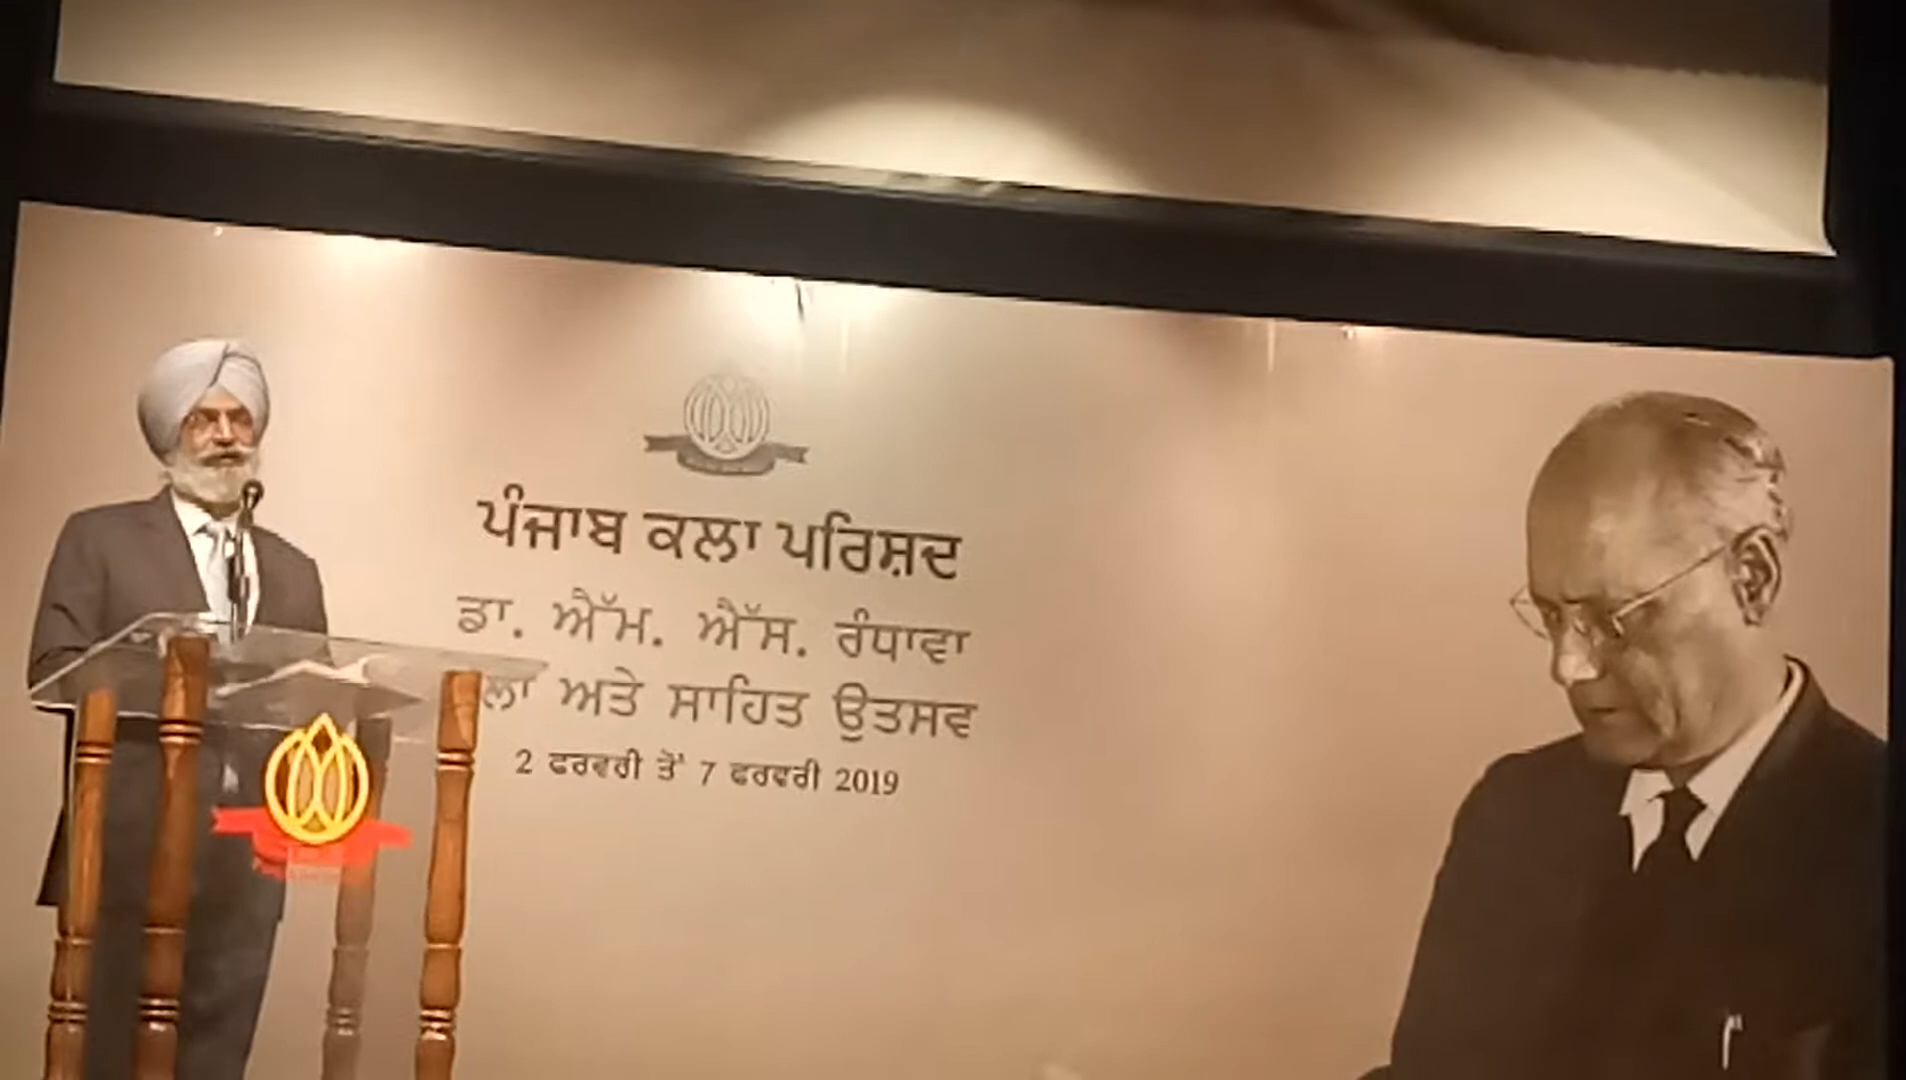 ਪੰਜਾਬ ਕਲਾ ਪਰਿਸ਼ਦ
ਡਾ. ਐੱਮ. ਐੱਸ. ਰੰਧਾਵਾ
ਅਤੇ ਸਾਹਿਤ ਉਤਸਵ
2 ਫਰਵਰੀ ਤੋਂ 7 ਫਰਵਰੀ 2019